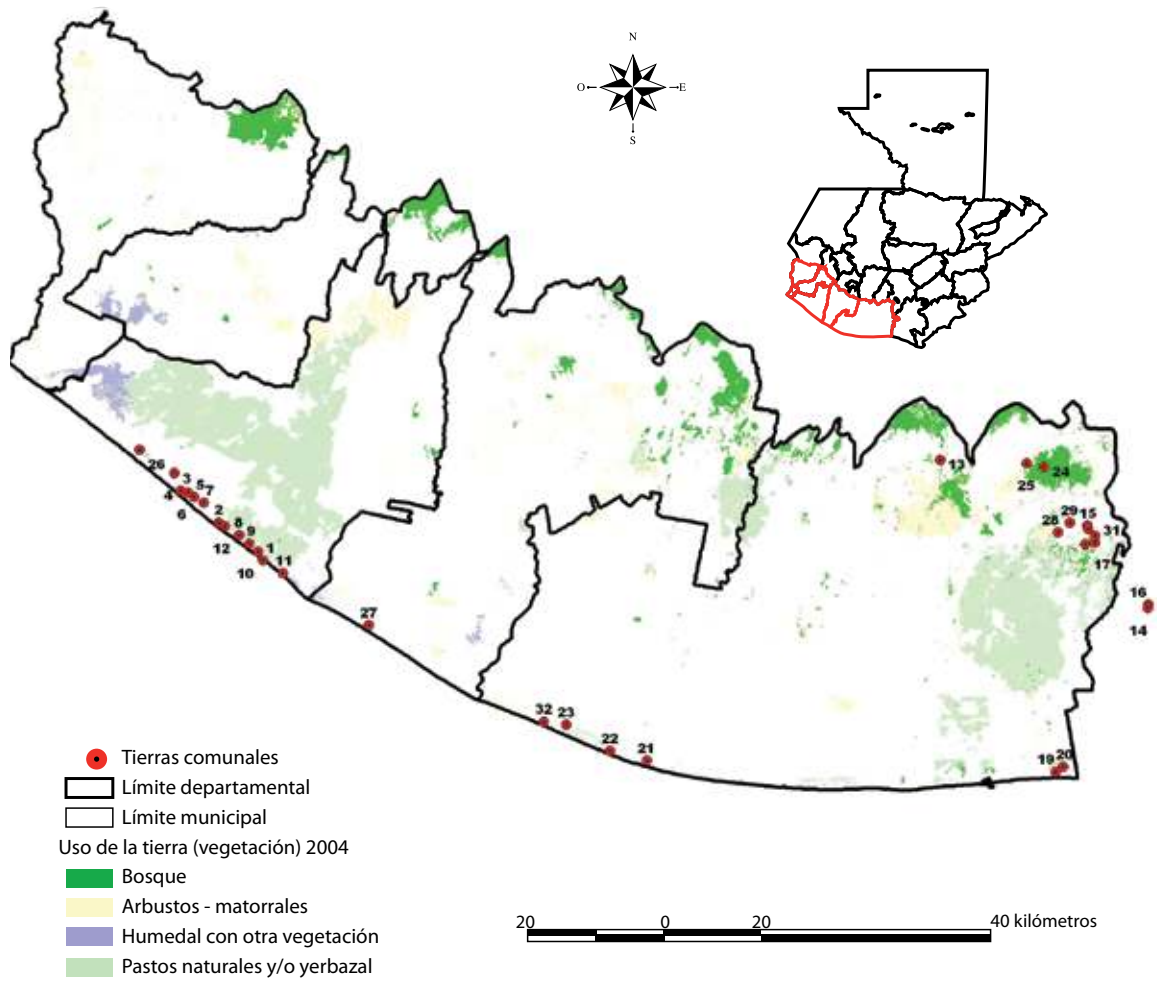 N
O
E
S
13
24
25
26
3
5
7
4
6
2
8
9
12
1
11
10
29
15
28
31
17
16
14
27
32
23
22
21
20
19
Tierras comunales
Límite departamental
Límite municipal
Uso de la tierra (vegetación) 2004
Bosque
Arbustos - matorrales
Humedal con otra vegetación
Pastos naturales y/o yerbazal
20 0 20 40 kilómetros